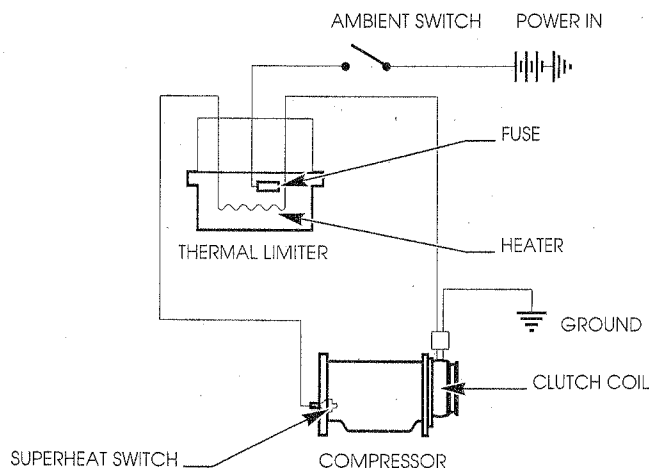 AMBIENT SWITCH POWER IN
FUSE
HEATER
THERMAL LIMITER
GROUND
CLUTCH COIL
SUPERHEAT SWITCH
COMPRESSOR